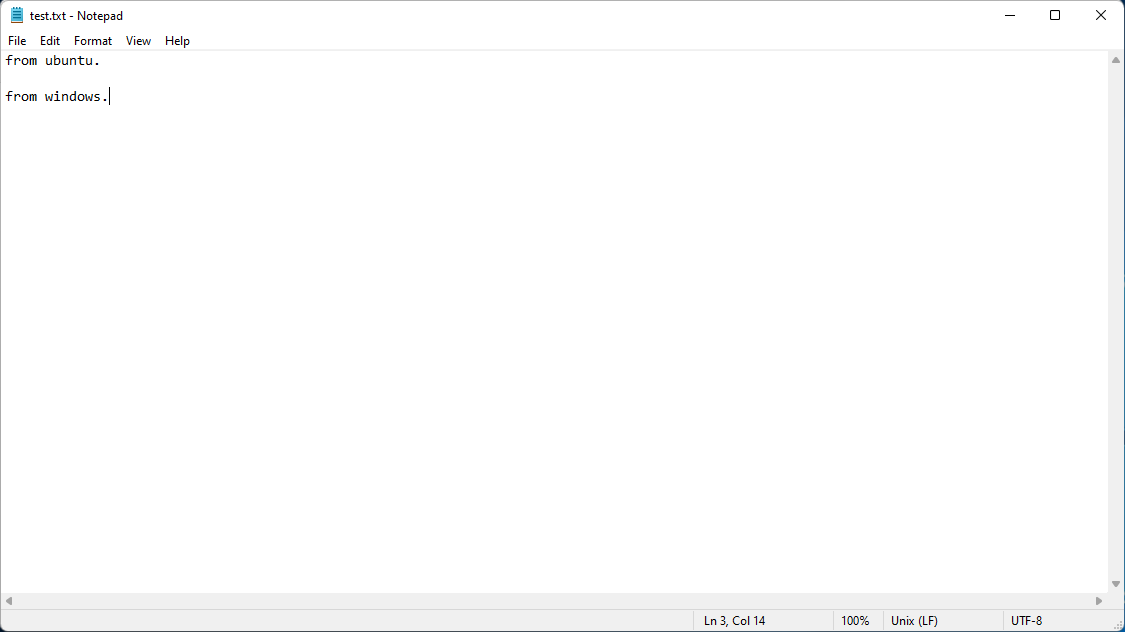 test.txt - Notepad
File Edit Format View Help
from ubuntu.

from windows.
Ln 3, Col 14 100% Unix (LF) UTF-8